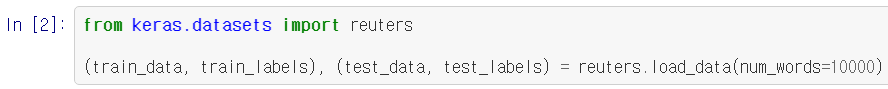 In [2]: from keras.datasets import reuters
(train_data, train_labels), (test_data, test_labels) = reuters.load_data(num_words=10000)